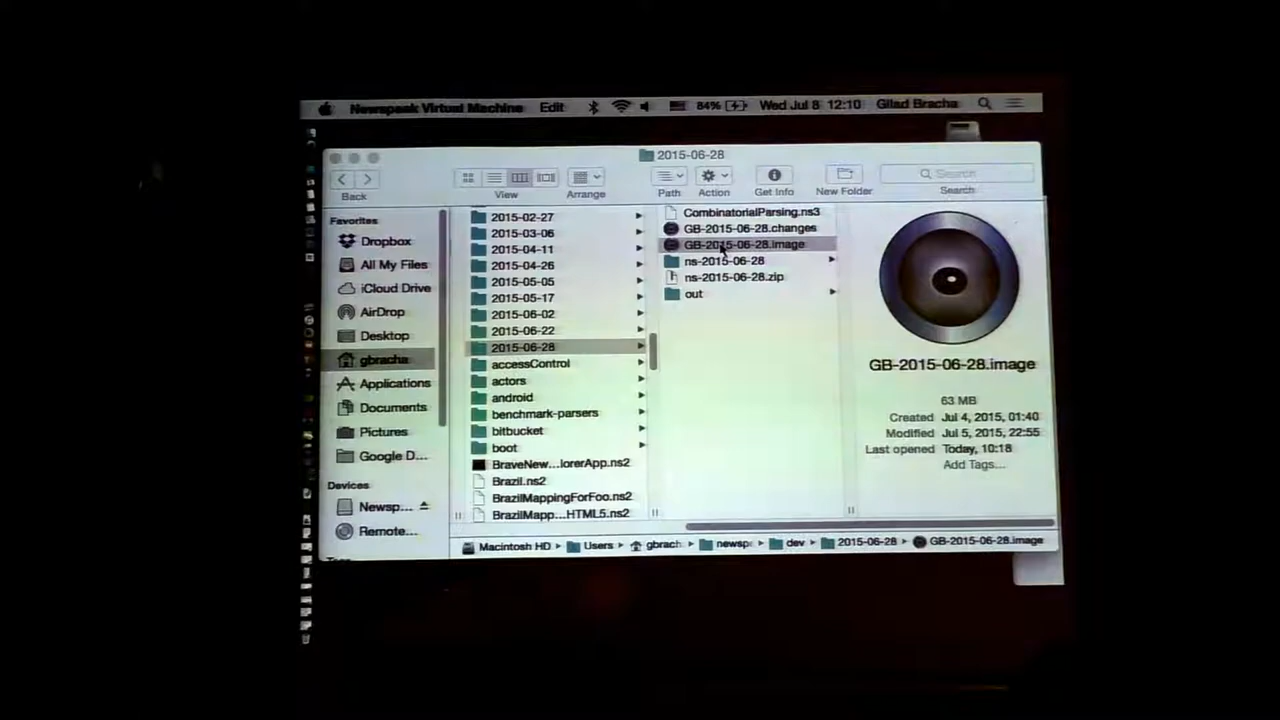 Newspeak Virtual Machine Edit 84% Wed Jul 8 12:10 Gilad Bracha
2015-06-28
Back View Arrange Path Action Get Info New Folder Search
Search
Favorites
Dropbox
All My Files
iCloud Drive
AirDrop
Desktop
gbracha
Applications
Documents
Pictures
Google D...
Devices
Newsp...
Remote...
2015-02-27
2015-03-06
2015-04-11
2015-04-26
2015-05-05
2015-05-17
2015-06-02
2015-06-22
2015-06-28
accessControl
actors
android
benchmark-parsers
bitbucket
boot
BraveNew...iorerApp.ns2
Brazil.ns2
BrazilMappingForFoo.ns2
BrazilMapp...HTML5.ns2
CombinatorialParsing.ns3
GB-2015-06-28.changes
GB-2015-06-28.image
ns-2015-06-28
ns-2015-06-28.zip
out
GB-2015-06-28.image
63 MB
Created Jul 4, 2015, 01:40
Modified Jul 5, 2015, 22:55
Last opened Today, 10:18
Add Tags...
Macintosh HD Users gbrach newsp dev 2015-06-28 GB-2015-06-28.image